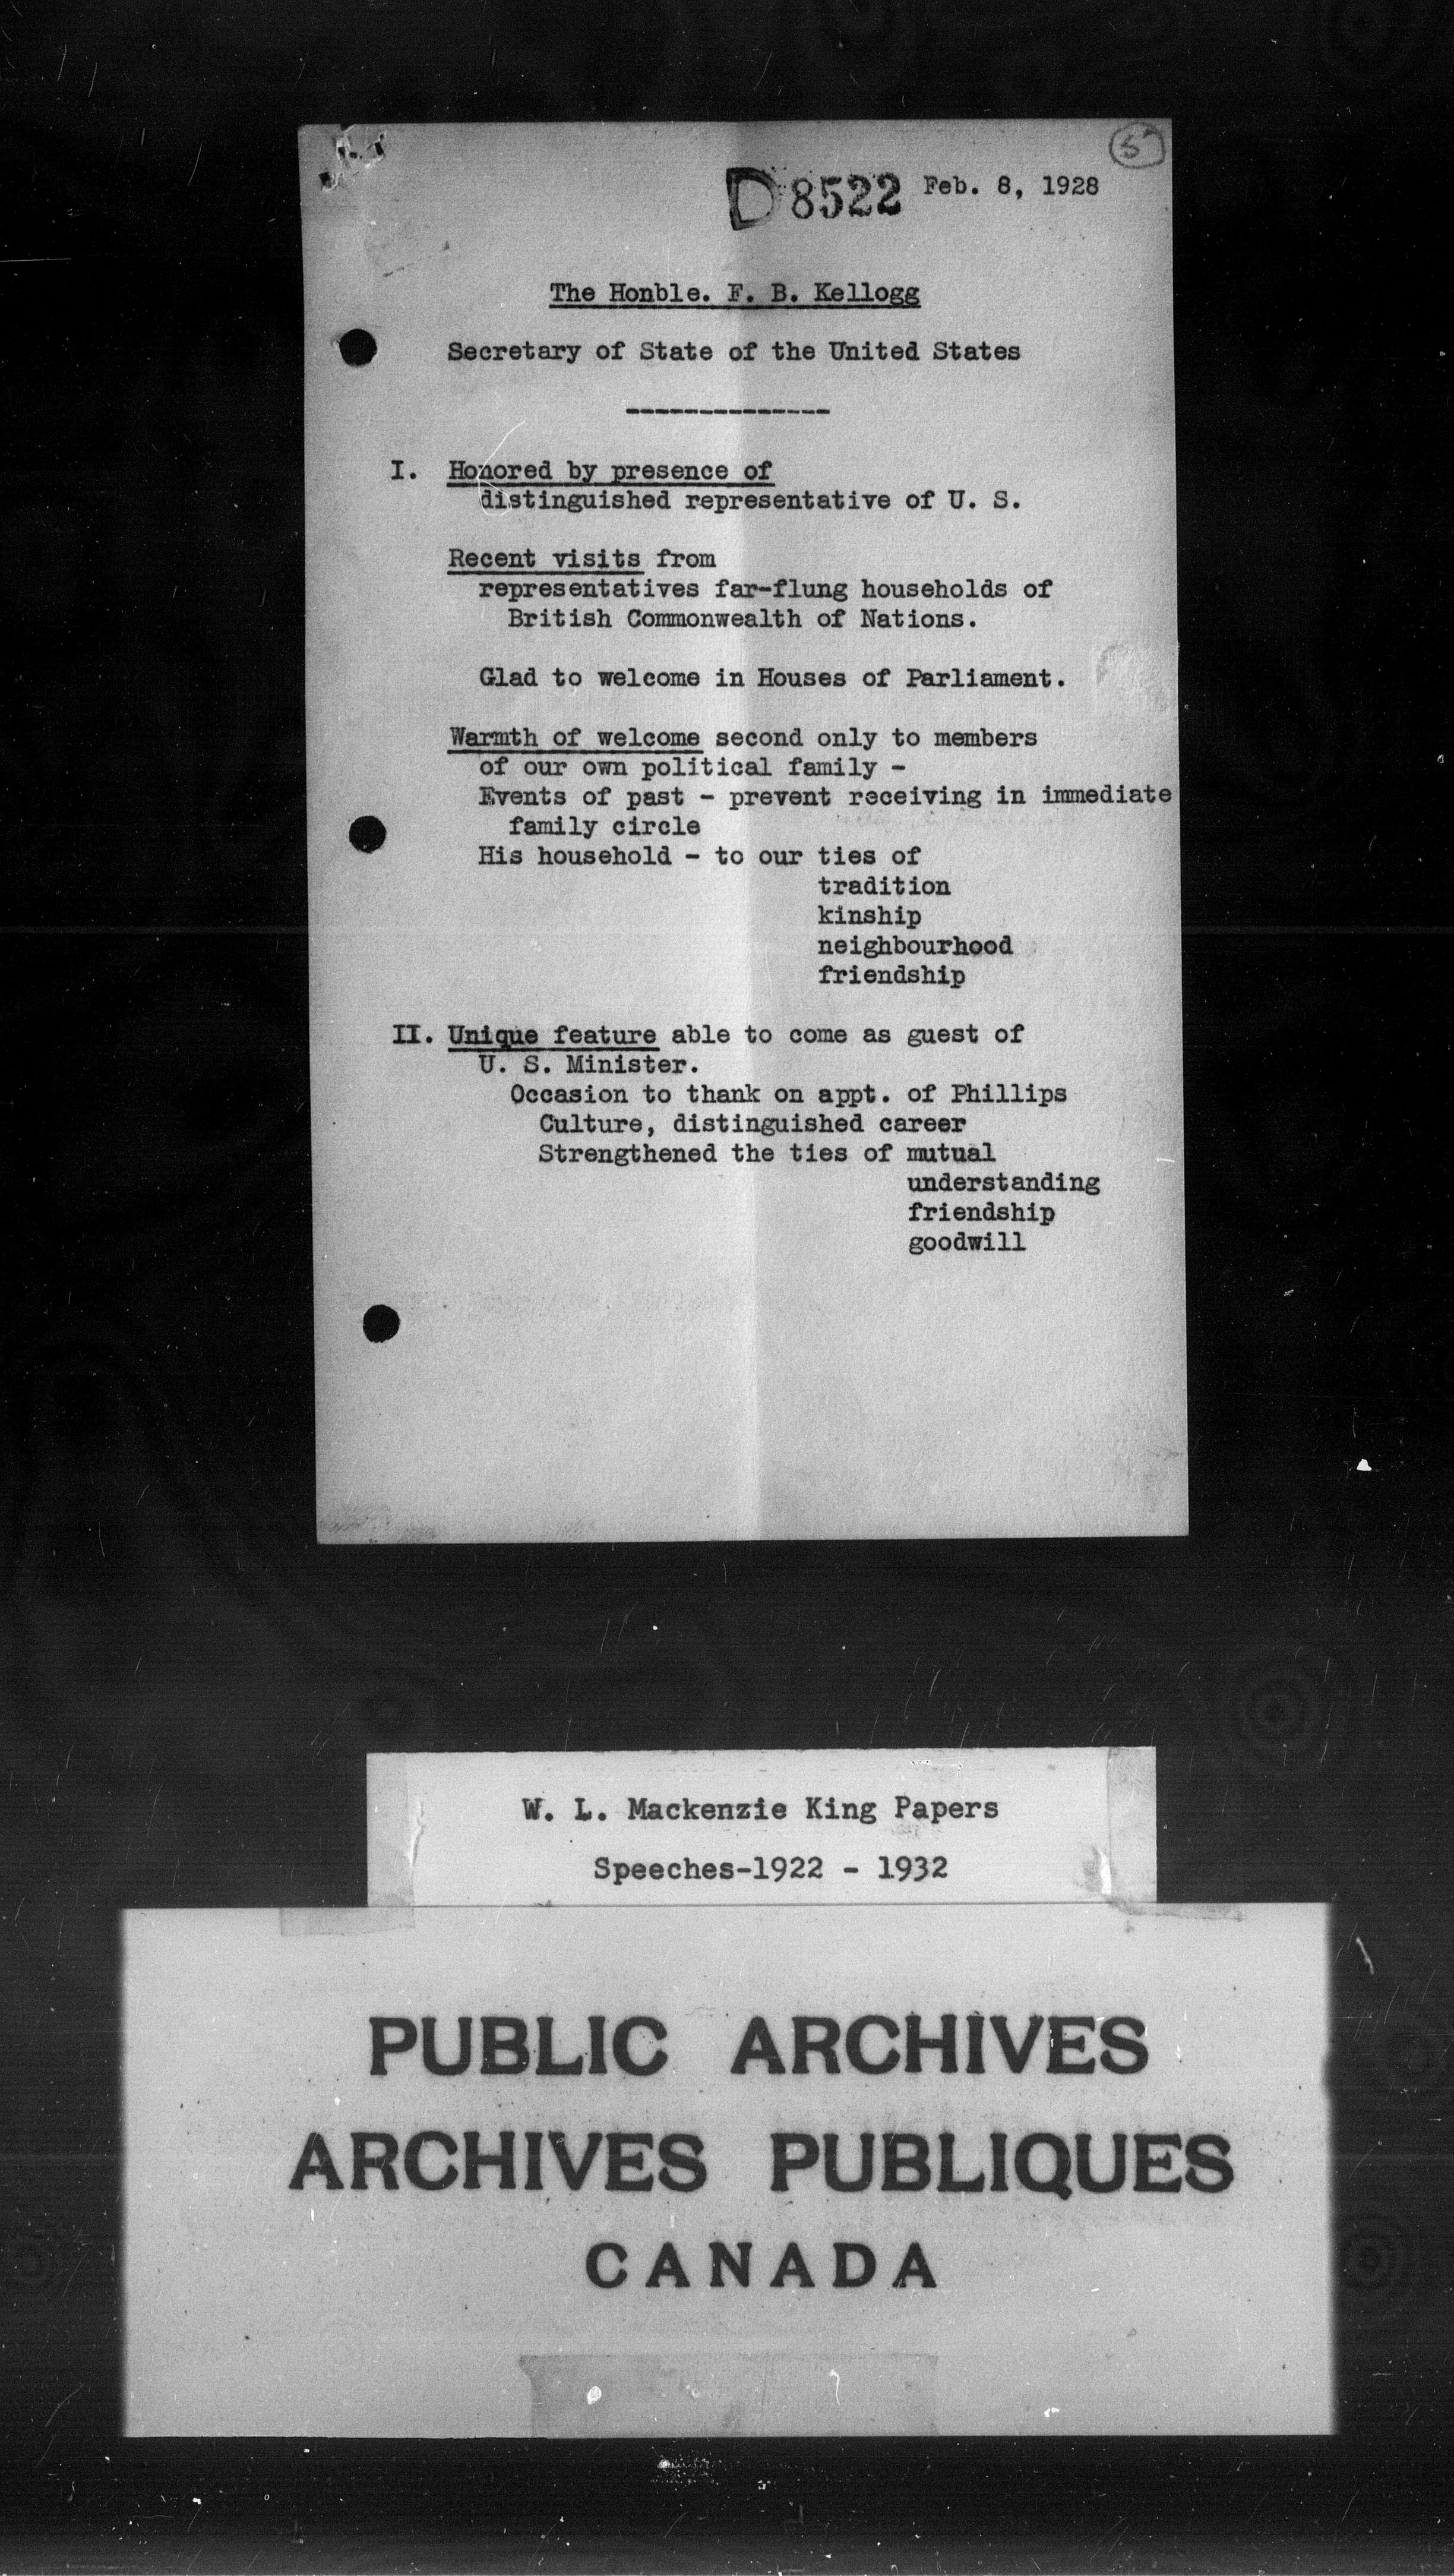 5
D 8522 Feb. 8, 1928
The Honble. F. B. Kellogg
Secretary of State of the United States
--------------
I. Honored by presence of
distinguished representative of U. S.
Recent visits from
representatives far-flung households of
British Commonwealth of Nations.
Glad to welcome in Houses of Parliament.
Warmth of welcome second only to members
of our own political family -
Events of past - prevent receiving in immediate
family circle
His household - to our ties of
tradition
kinship
neighbourhood
friendship
II. Unique feature able to come as guest of
U. S. Minister.
Occasion to thank on appt. of Phillips
Culture, distinguished career
Strengthened the ties of mutual
understanding
friendship
goodwill
W. L. Mackenzie King Papers
Speeches-1922 - 1932
PUBLIC ARCHIVES
ARCHIVES PUBLIQUES
CANADA